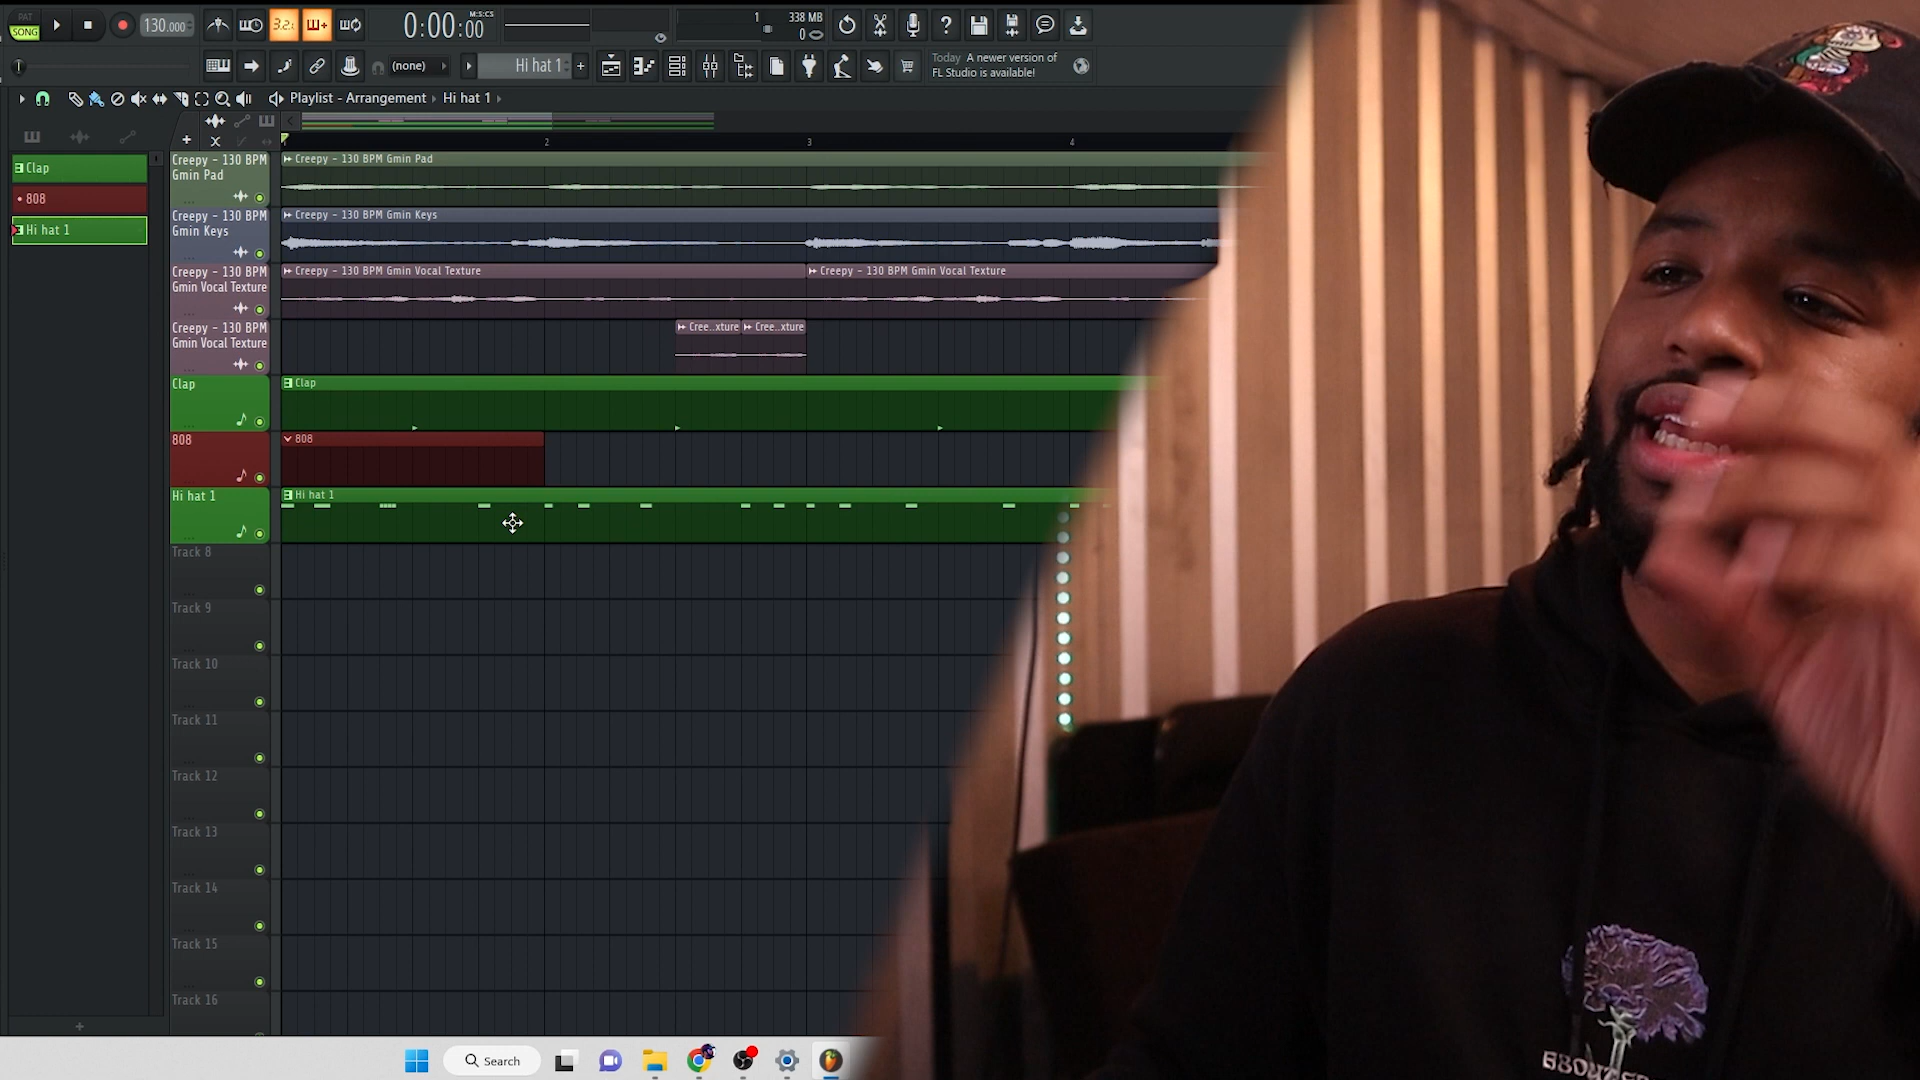 PAT
SONG
130.000
3.2:
0:00:00
M:S:CS
1
338 MB
0
(none)
Hi hat 1
+
Today A newer version of
FL Studio is available!
Playlist - Arrangement
Hi hat 1
2
3
4
Clap
808
Hi hat 1
Creepy - 130 BPM
Gmin Pad
Creepy - 130 BPM Gmin Pad
Creepy - 130 BPM
Gmin Keys
Creepy - 130 BPM Gmin Keys
Creepy - 130 BPM
Gmin Vocal Texture
Creepy - 130 BPM Gmin Vocal Texture
Creepy - 130 BPM Gmin Vocal Texture
Creepy - 130 BPM
Gmin Vocal Texture
Cree..xture
Cree..xture
Clap
Clap
808
808
Hi hat 1
Hi hat 1
Track 8
Track 9
Track 10
Track 11
Track 12
Track 13
Track 14
Track 15
Track 16
Search